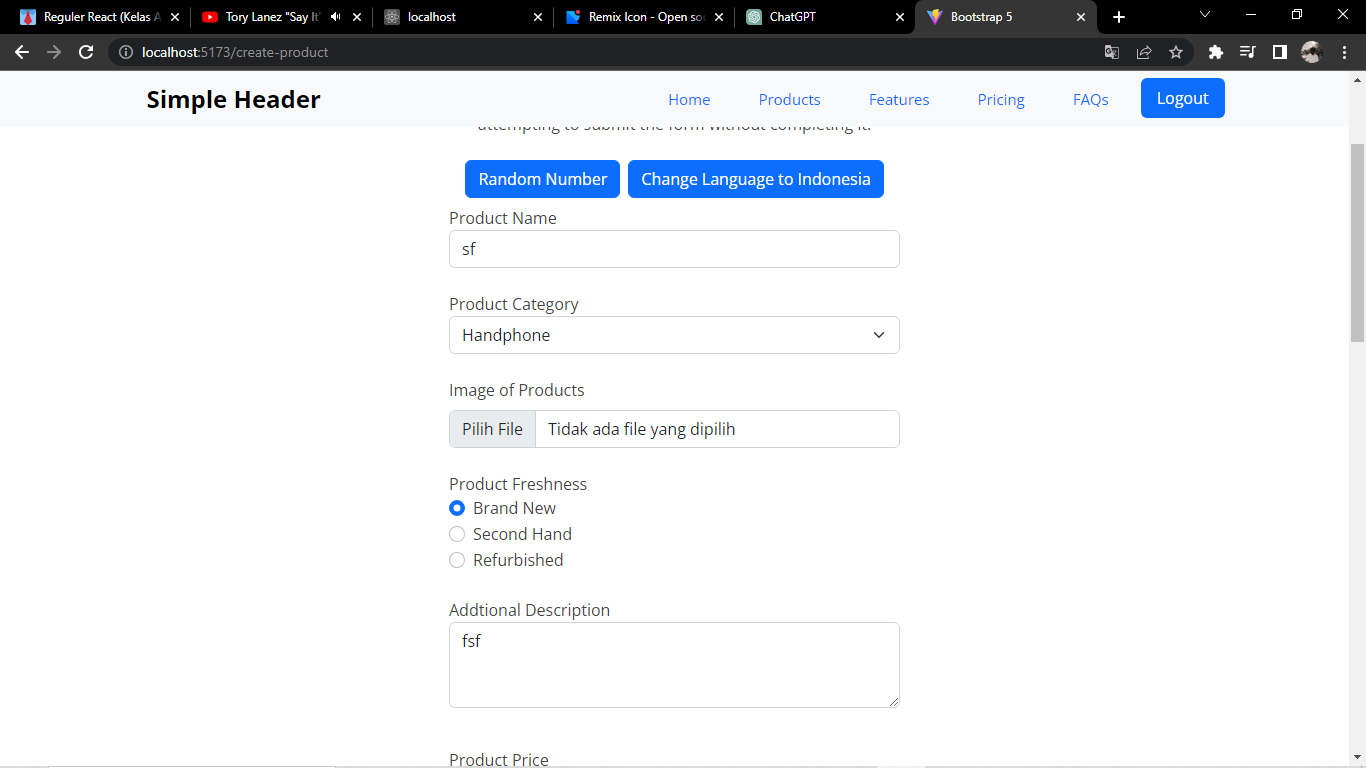 Reguler React (Kelas A
Tory Lanez "Say It"
localhost
Remix Icon - Open sou
ChatGPT
Bootstrap 5
localhost:5173/create-product
Simple Header
Home
Products
Features
Pricing
FAQs
Logout
attempting to submit the form without completing it.
Random Number
Change Language to Indonesia
Product Name
sf
Product Category
Handphone
Image of Products
Pilih File
Tidak ada file yang dipilih
Product Freshness
Brand New
Second Hand
Refurbished
Addtional Description
fsf
Product Price